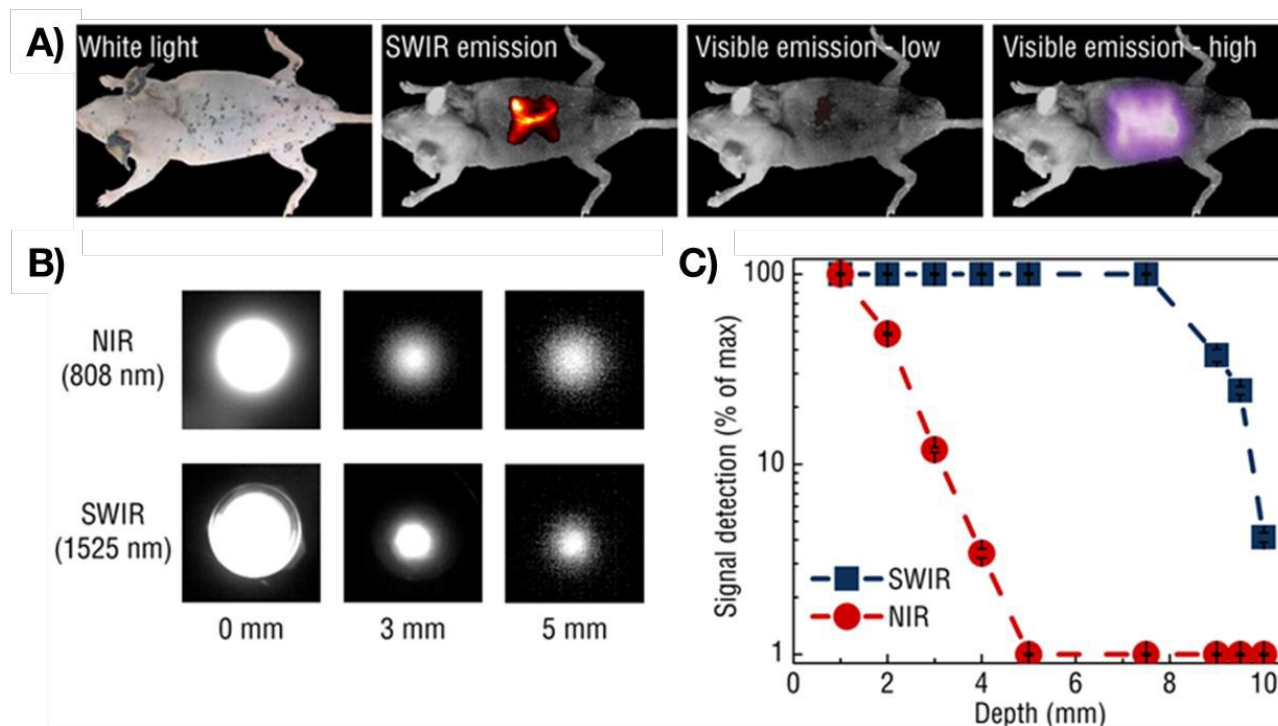 A)
White light
SWIR emission
Visible emission - low
Visible emission - high
B)
NIR
(808 nm)
SWIR
(1525 nm)
0 mm
3 mm
5 mm
C)
Signal detection (% of max)
100
10
1
SWIR
NIR
0
2
4
6
8
10
Depth (mm)